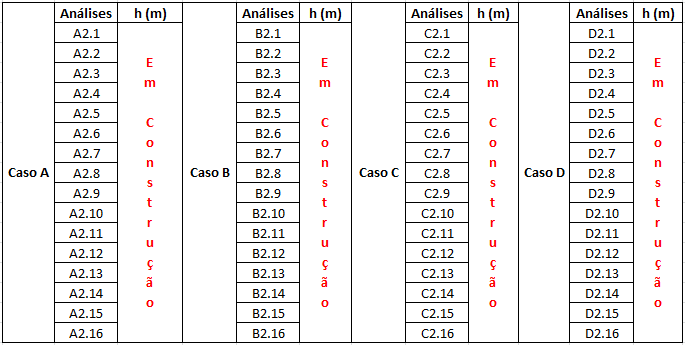 Análises h (m) Análises h (m) Análises h (m) Análises h (m)
A2.1 B2.1 C2.1 D2.1
A2.2 B2.2 C2.2 D2.2
A2.3 B2.3 C2.3 D2.3
A2.4 B2.4 C2.4 D2.4
A2.5 B2.5 C2.5 D2.5
A2.6 B2.6 C2.6 D2.6
A2.7 B2.7 C2.7 D2.7
Caso A A2.8 Caso B B2.8 Caso C C2.8 Caso D D2.8
A2.9 B2.9 C2.9 D2.9
A2.10 B2.10 C2.10 D2.10
A2.11 B2.11 C2.11 D2.11
A2.12 B2.12 C2.12 D2.12
A2.13 B2.13 C2.13 D2.13
A2.14 B2.14 C2.14 D2.14
A2.15 B2.15 C2.15 D2.15
A2.16 B2.16 C2.16 D2.16
Em Construção
Em Construção
Em Construção
Em Construção